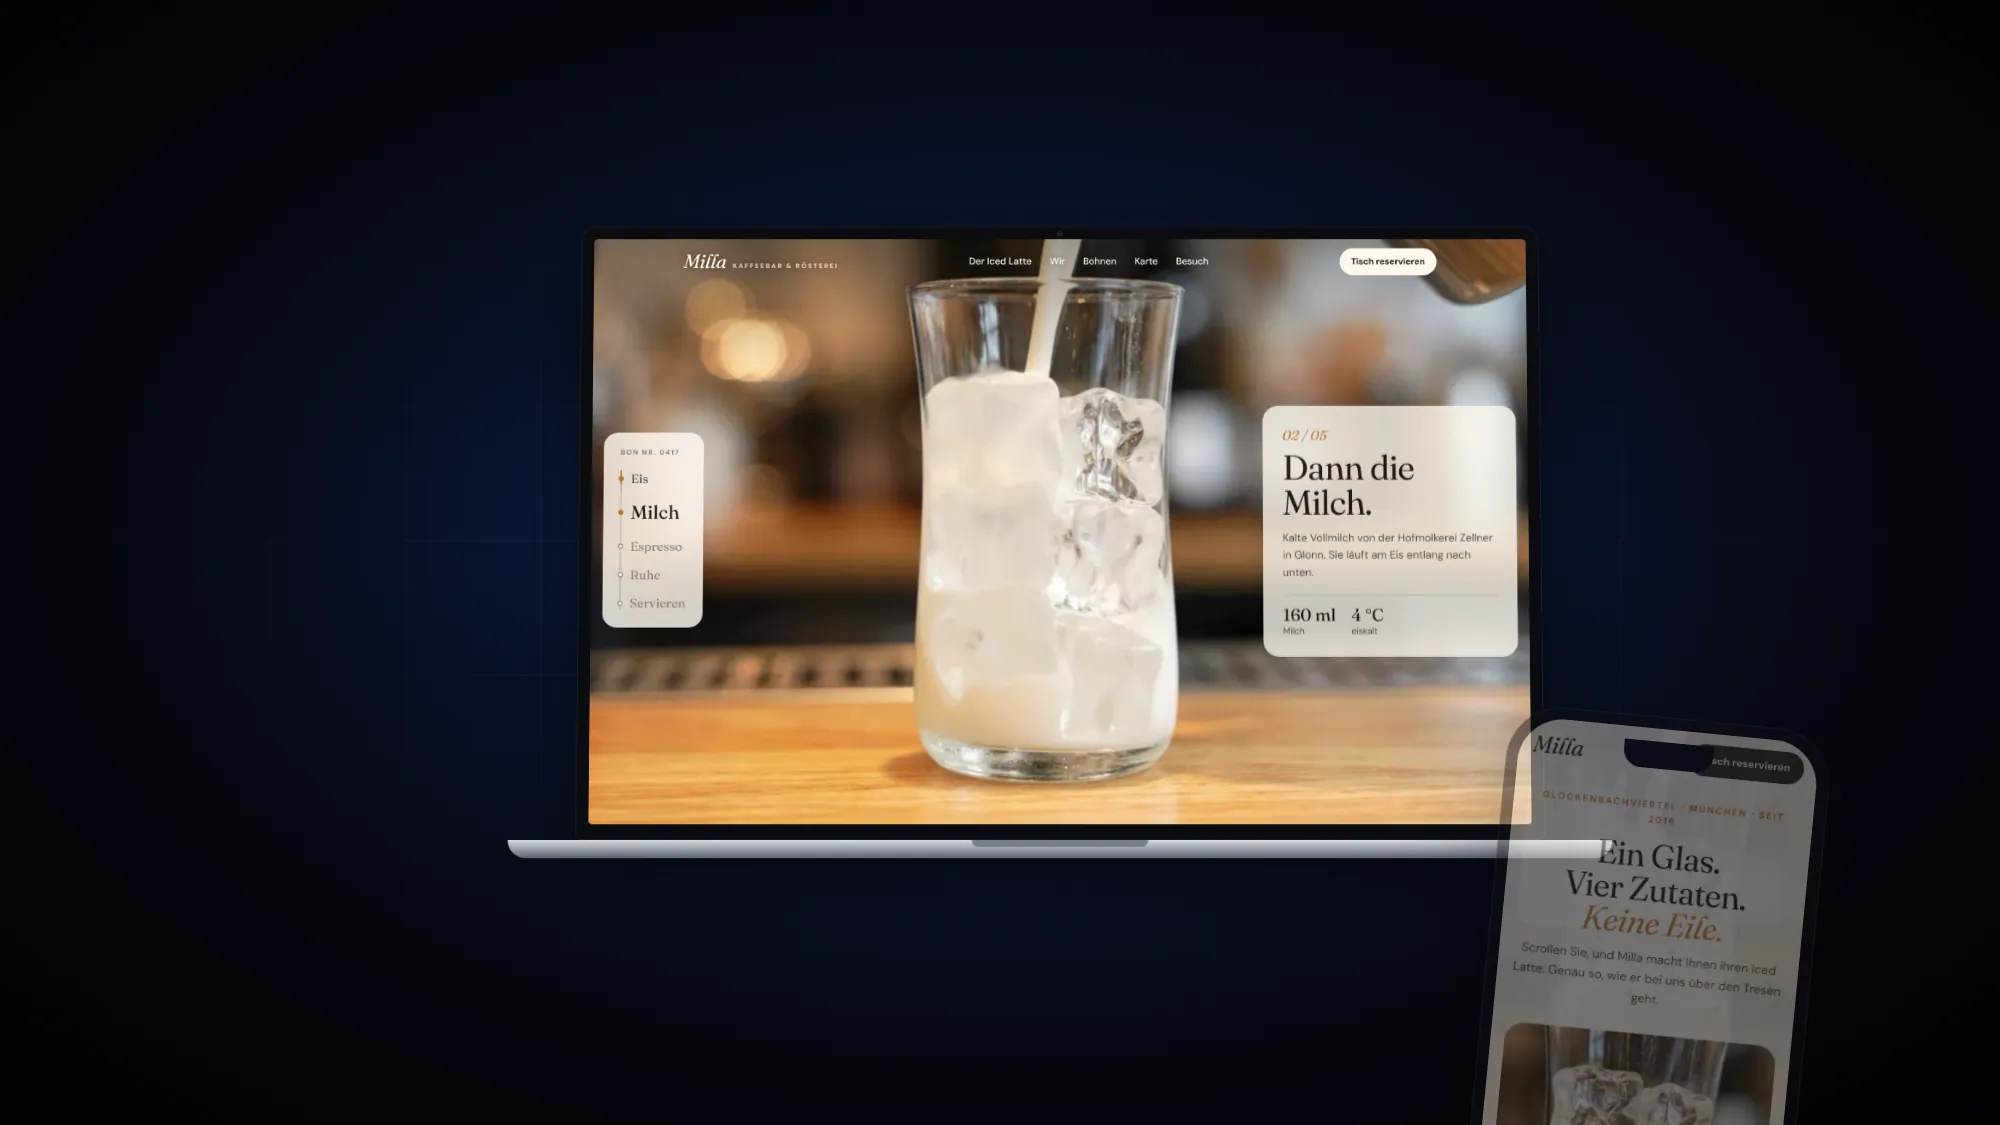 Milla KAFFEEBAR & RÖSTEREI
Der Iced Latte Wir Bohnen Karte Besuch
Tisch reservieren
BON NR. 0417
Eis
Milch
Espresso
Ruhe
Servieren
02/05
Dann die
Milch.
Kalte Vollmilch von der Hofmolkerei Zellner
in Glonn. Sie läuft am Eis entlang nach
unten.
160 ml 4 °C
Milch eiskalt
Milla
sch reservieren
GLOCKENBACHVIERTEL · MÜNCHEN · SEIT
2016
Ein Glas.
Vier Zutaten.
Keine Eile.
Scrollen Sie, und Milla macht Ihnen Ihren Iced
Latte. Genau so, wie er bei uns über den Tresen
geht.